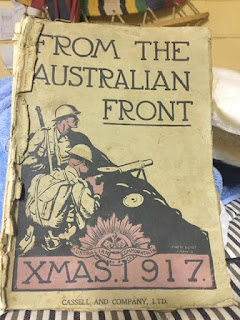 FROM THE
AUSTRALIAN
FRONT
XMAS. 1917.
CASSELL AND COMPANY, LTD.